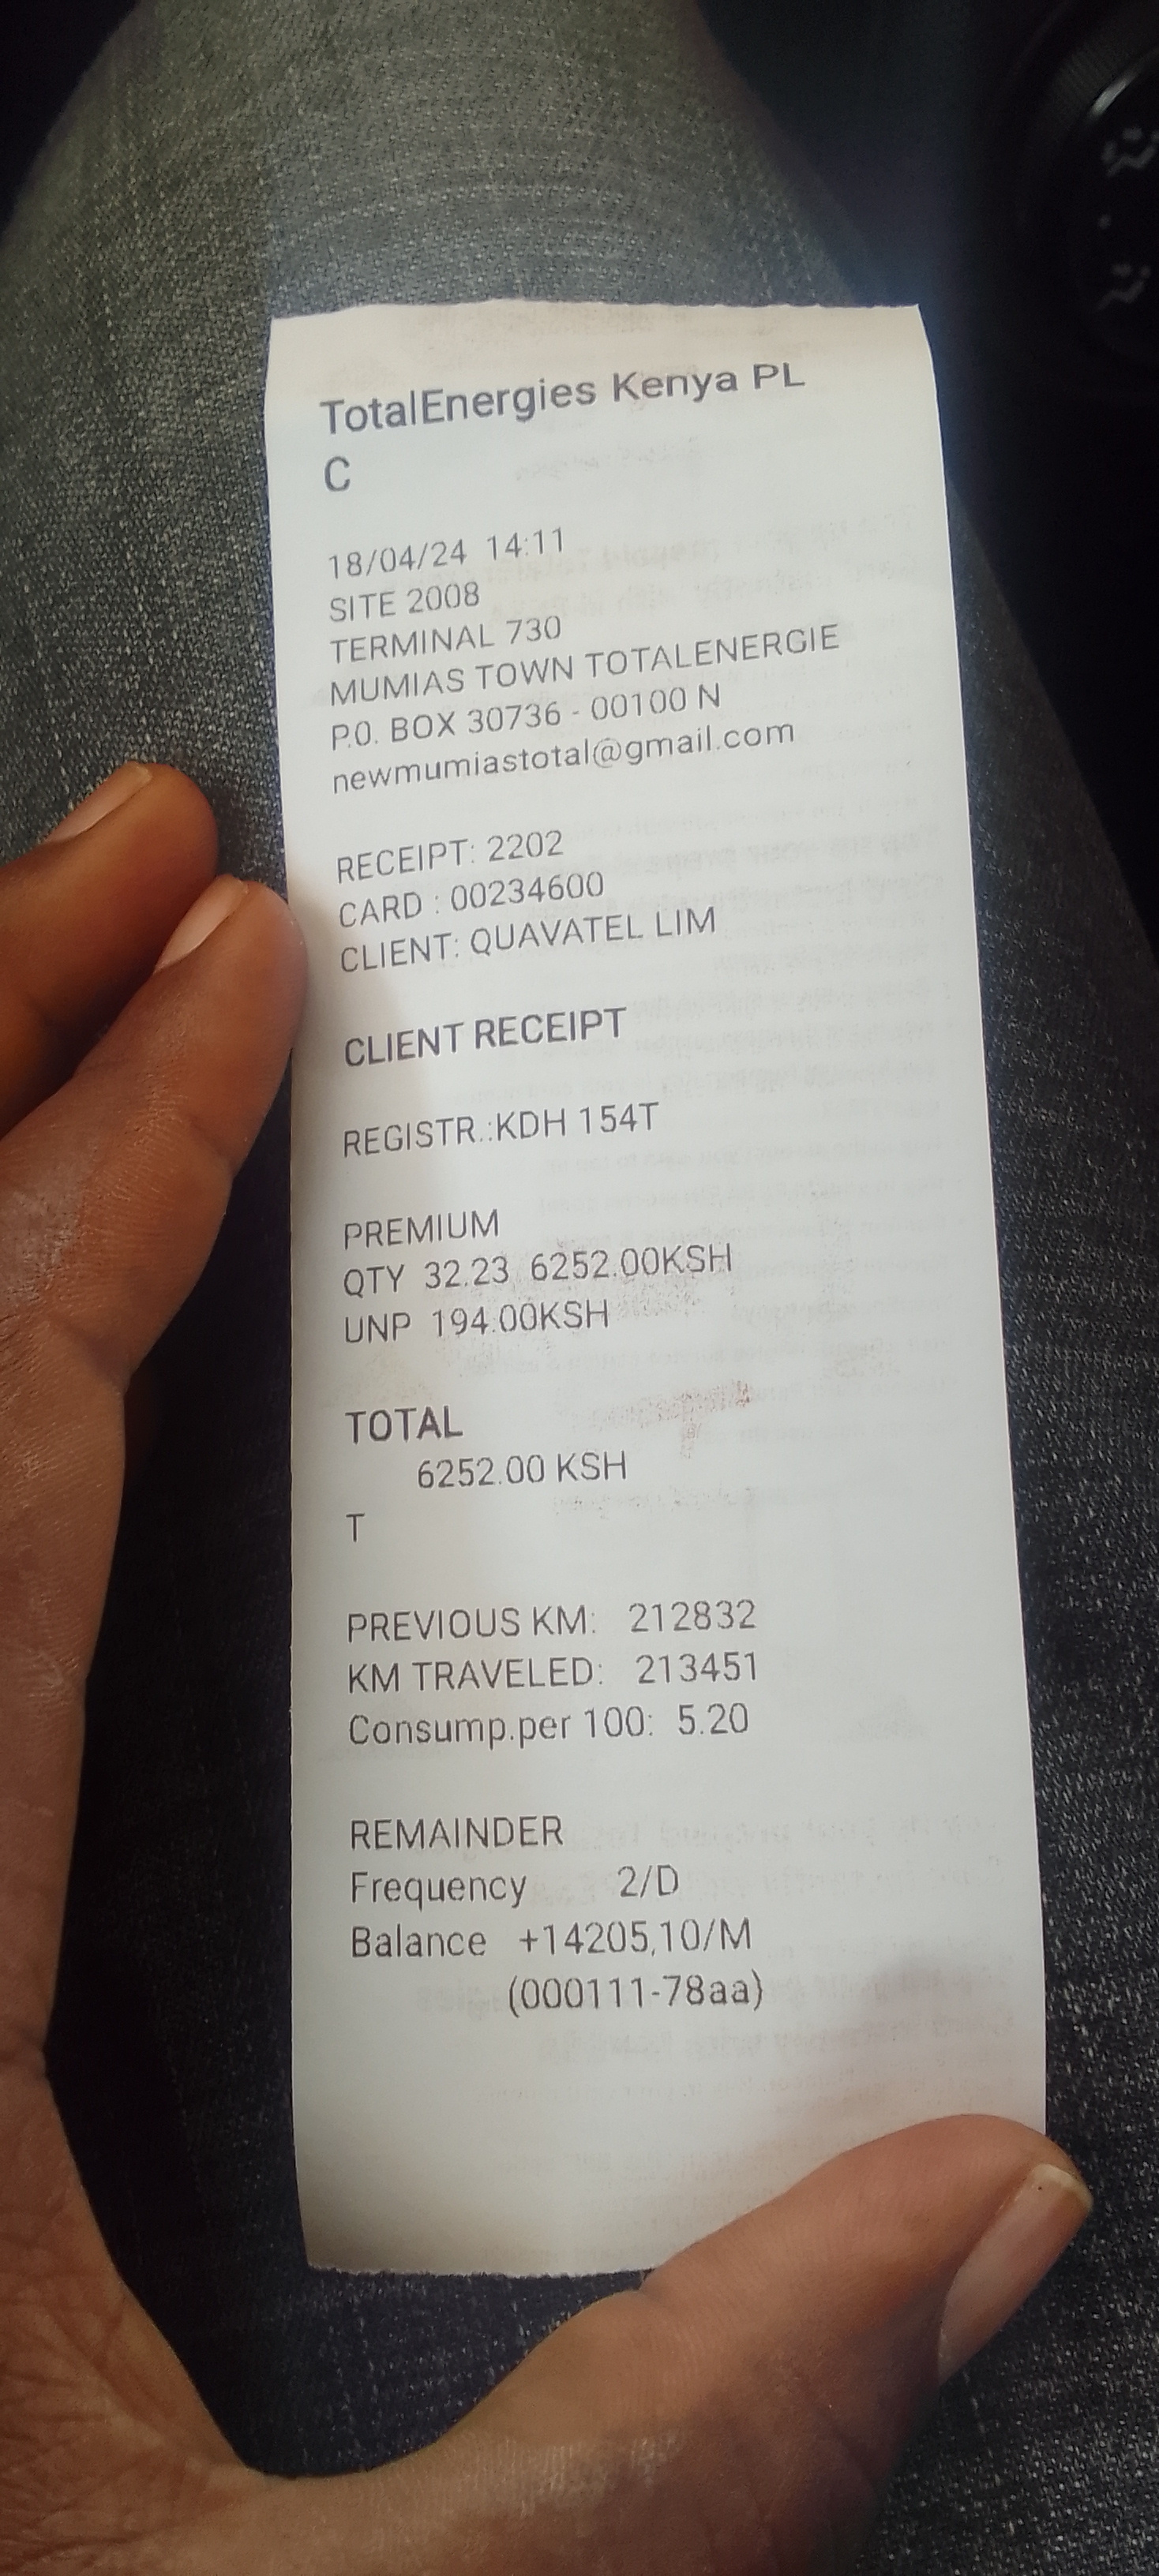 TotalEnergies Kenya PL
C
18/04/24 14:11
SITE 2008
TERMINAL 730
MUMIAS TOWN TOTALENERGIE
P.O. BOX 30736 - 00100 N
newmumiastotal@gmail.com
RECEIPT: 2202
CARD : 00234600
CLIENT: QUAVATEL LIM
CLIENT RECEIPT
REGISTR.:KDH 154T
PREMIUM
QTY 32.23 6252.00KSH
UNP 194.00KSH
TOTAL
6252.00 KSH
T
PREVIOUS KM: 212832
KM TRAVELED: 213451
Consump.per 100: 5.20
REMAINDER
Frequency 2/D
Balance +14205,10/M
(000111-78aa)